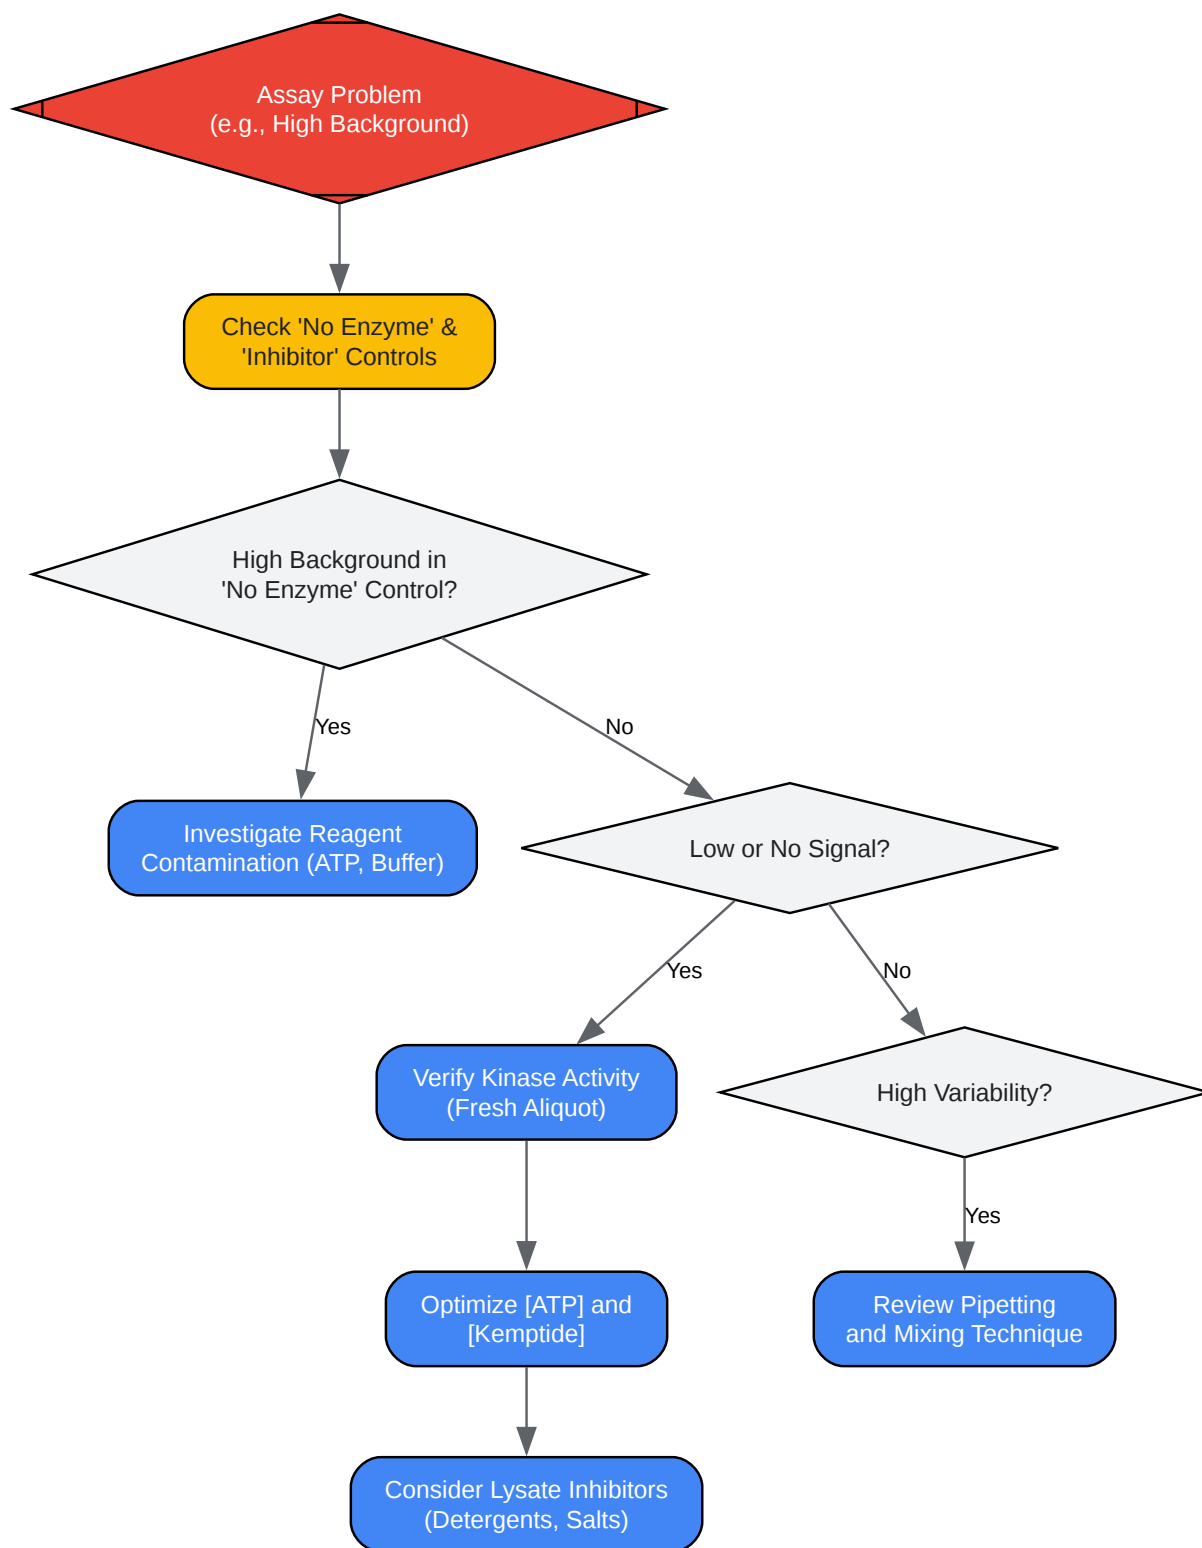 Assay Problem
(e.g., High Background)
Check 'No Enzyme' &
'Inhibitor' Controls
High Background in
'No Enzyme' Control?
Yes
No
Investigate Reagent
Contamination (ATP, Buffer)
Low or No Signal?
Yes
No
Verify Kinase Activity
(Fresh Aliquot)
High Variability?
Yes
Optimize [ATP] and
[Kemptide]
Review Pipetting
and Mixing Technique
Consider Lysate Inhibitors
(Detergents, Salts)